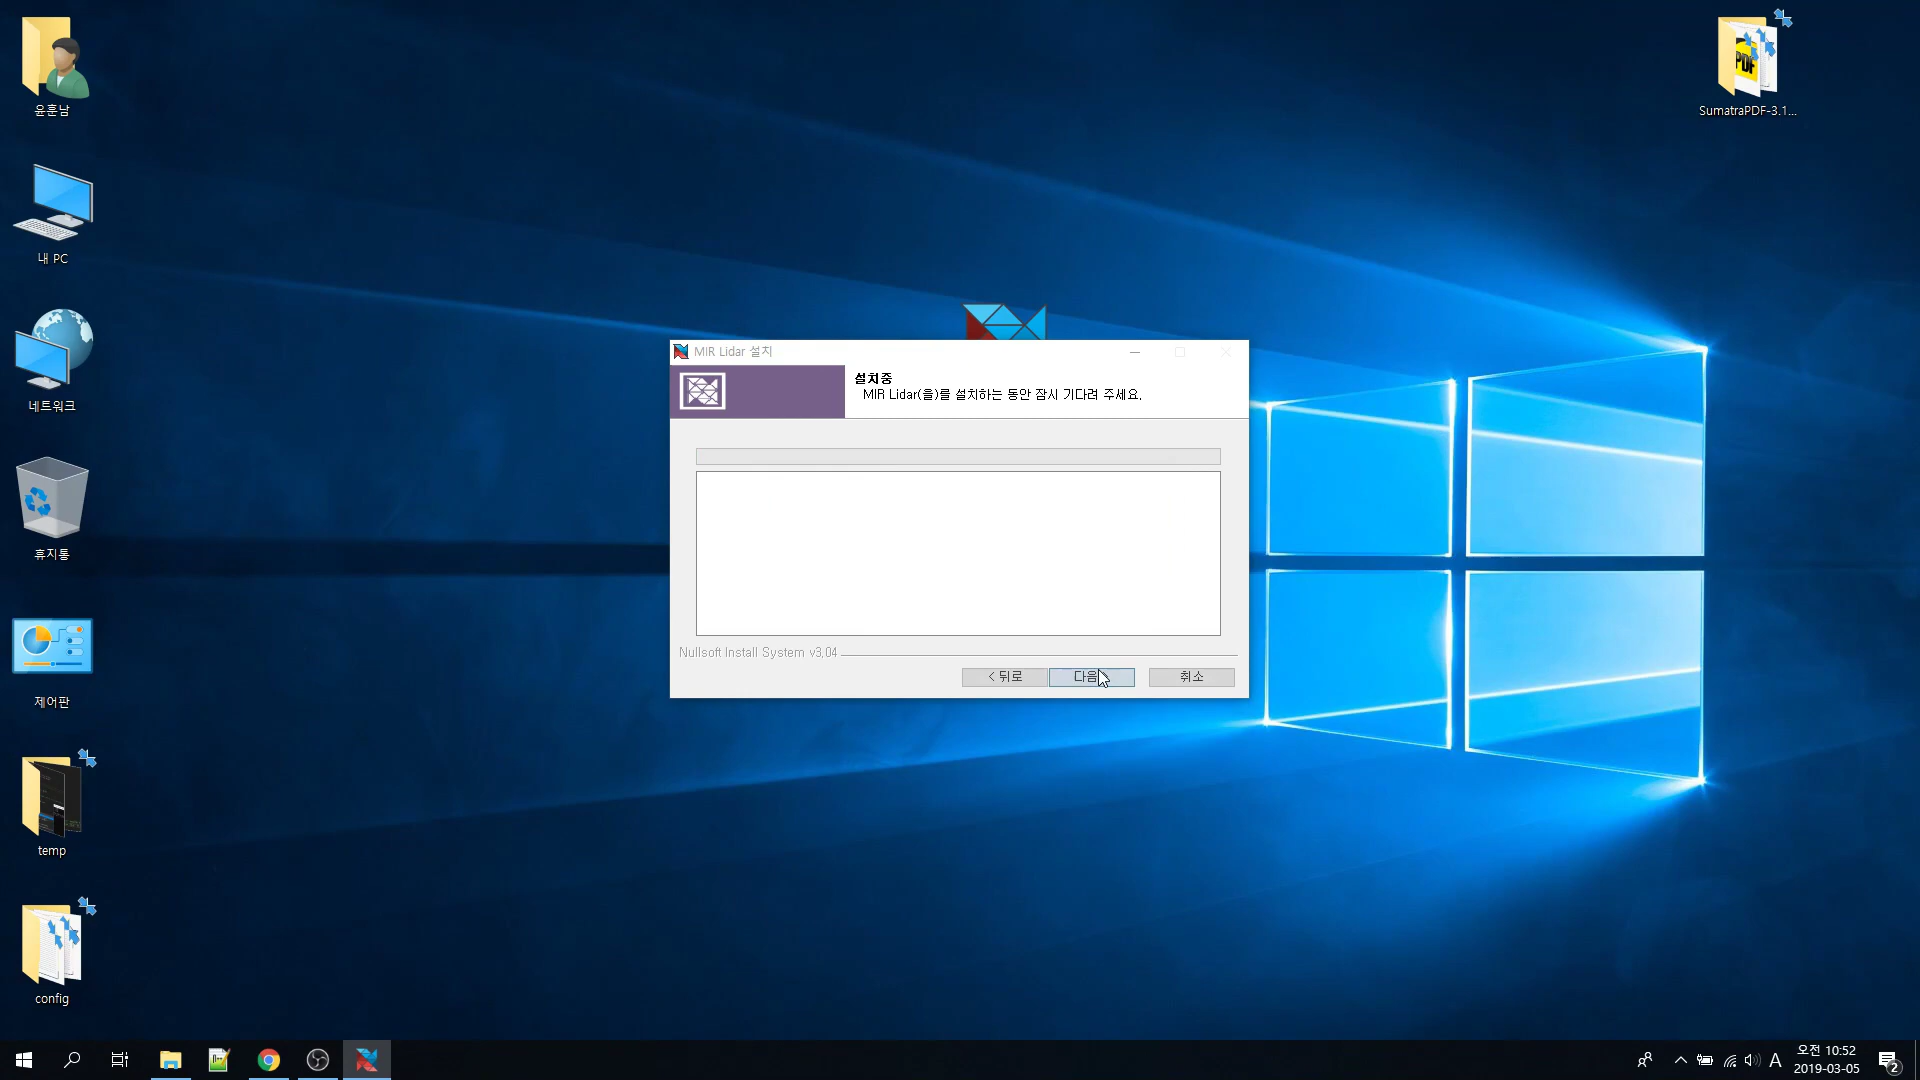 윤훈남
SumatraPDF-3.1...
내 PC
네트워크
휴지통
제어판
temp
config
MIR Lidar 설치
설치중
MIR Lidar(을)를 설치하는 동안 잠시 기다려 주세요.
Nullsoft Install System v3.04
< 뒤로
다음
취소
A
오전 10:52
2019-03-05
2
PDF